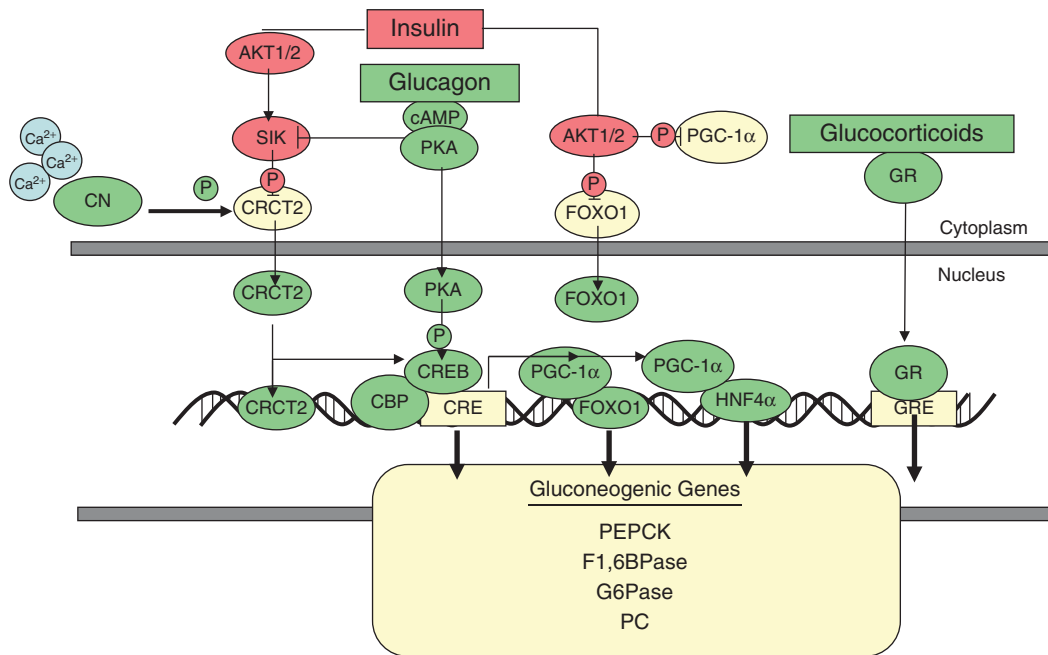 Insulin
AKT1/2
Glucagon
cAMP
PKA
SIK
AKT1/2
P
PGC-1α
Glucocorticoids
GR
Ca2+
Ca2+
Ca2+
CN
P
P
CRCT2
P
FOXO1
Cytoplasm
Nucleus
CRCT2
PKA
FOXO1
P
CREB
PGC-1α
PGC-1α
GR
CRCT2
CBP
CRE
FOXO1
HNF4α
GRE
Gluconeogenic Genes
PEPCK
F1,6BPase
G6Pase
PC